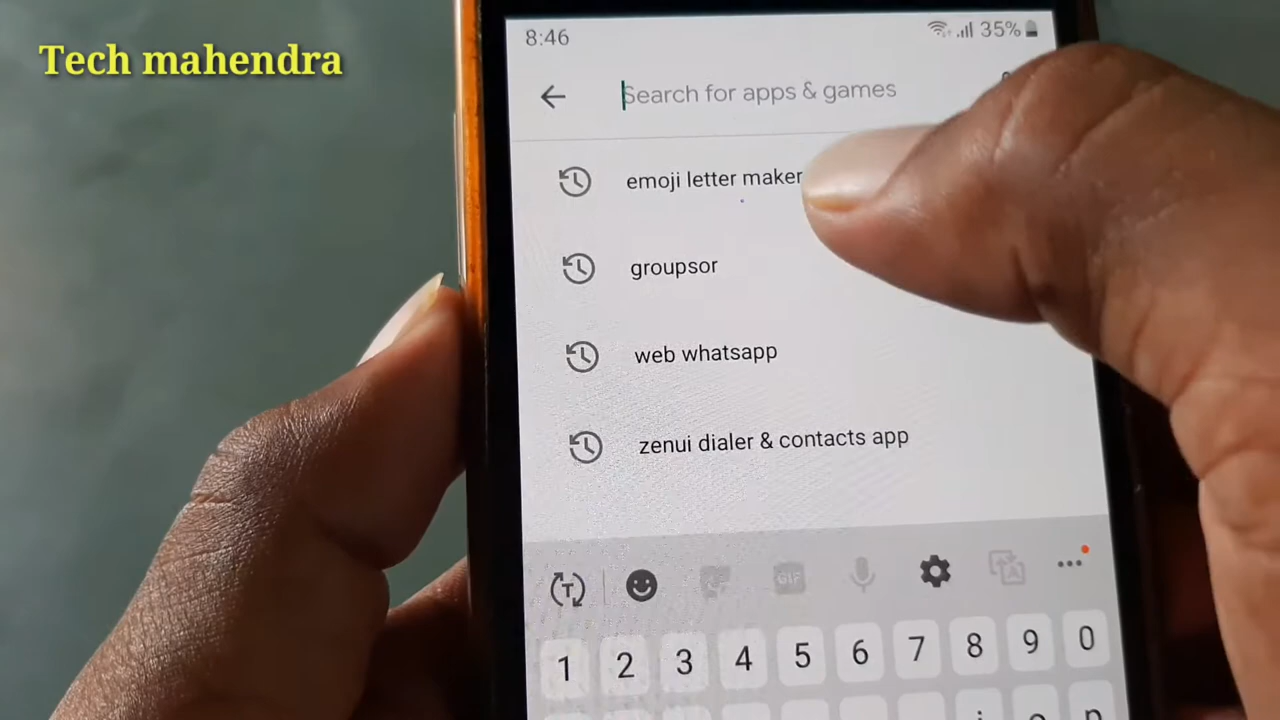 Tech mahendra
8:46
35%
Search for apps & games
emoji letter maker
groupsor
web whatsapp
zenui dialer & contacts app
T
GIF
A
1 2 3 4 5 6 7 8 9 0